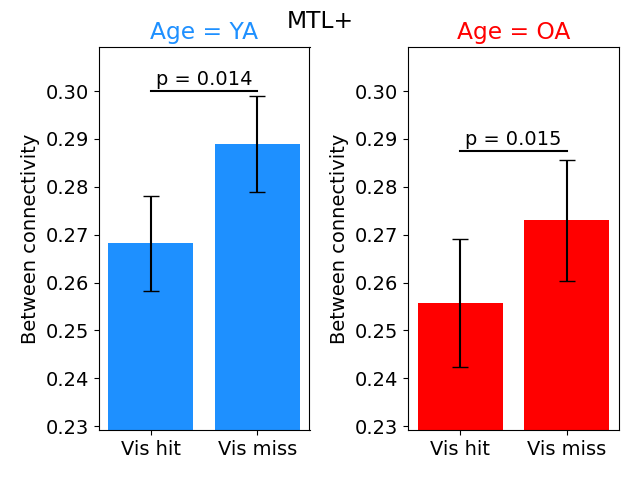 MTL+
Age = YA
Between connectivity
0.30
0.29
0.28
0.27
0.26
0.25
0.24
0.23
p = 0.014
Vis hit
Vis miss
Age = OA
Between connectivity
0.30
0.29
0.28
0.27
0.26
0.25
0.24
0.23
p = 0.015
Vis hit
Vis miss